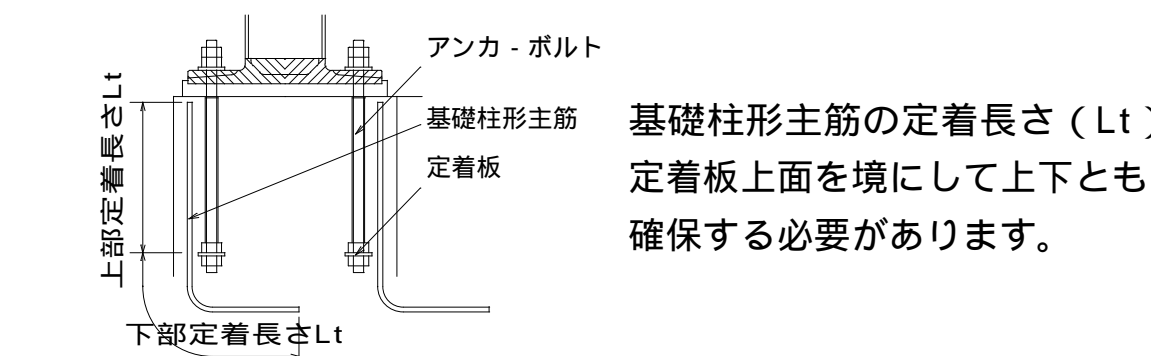 アンカ - ボルト
基礎柱形主筋
定着板
上部定着長さLt
下部定着長さLt
基礎柱形主筋の定着長さ（Lt）
定着板上面を境にして上下とも
確保する必要があります。